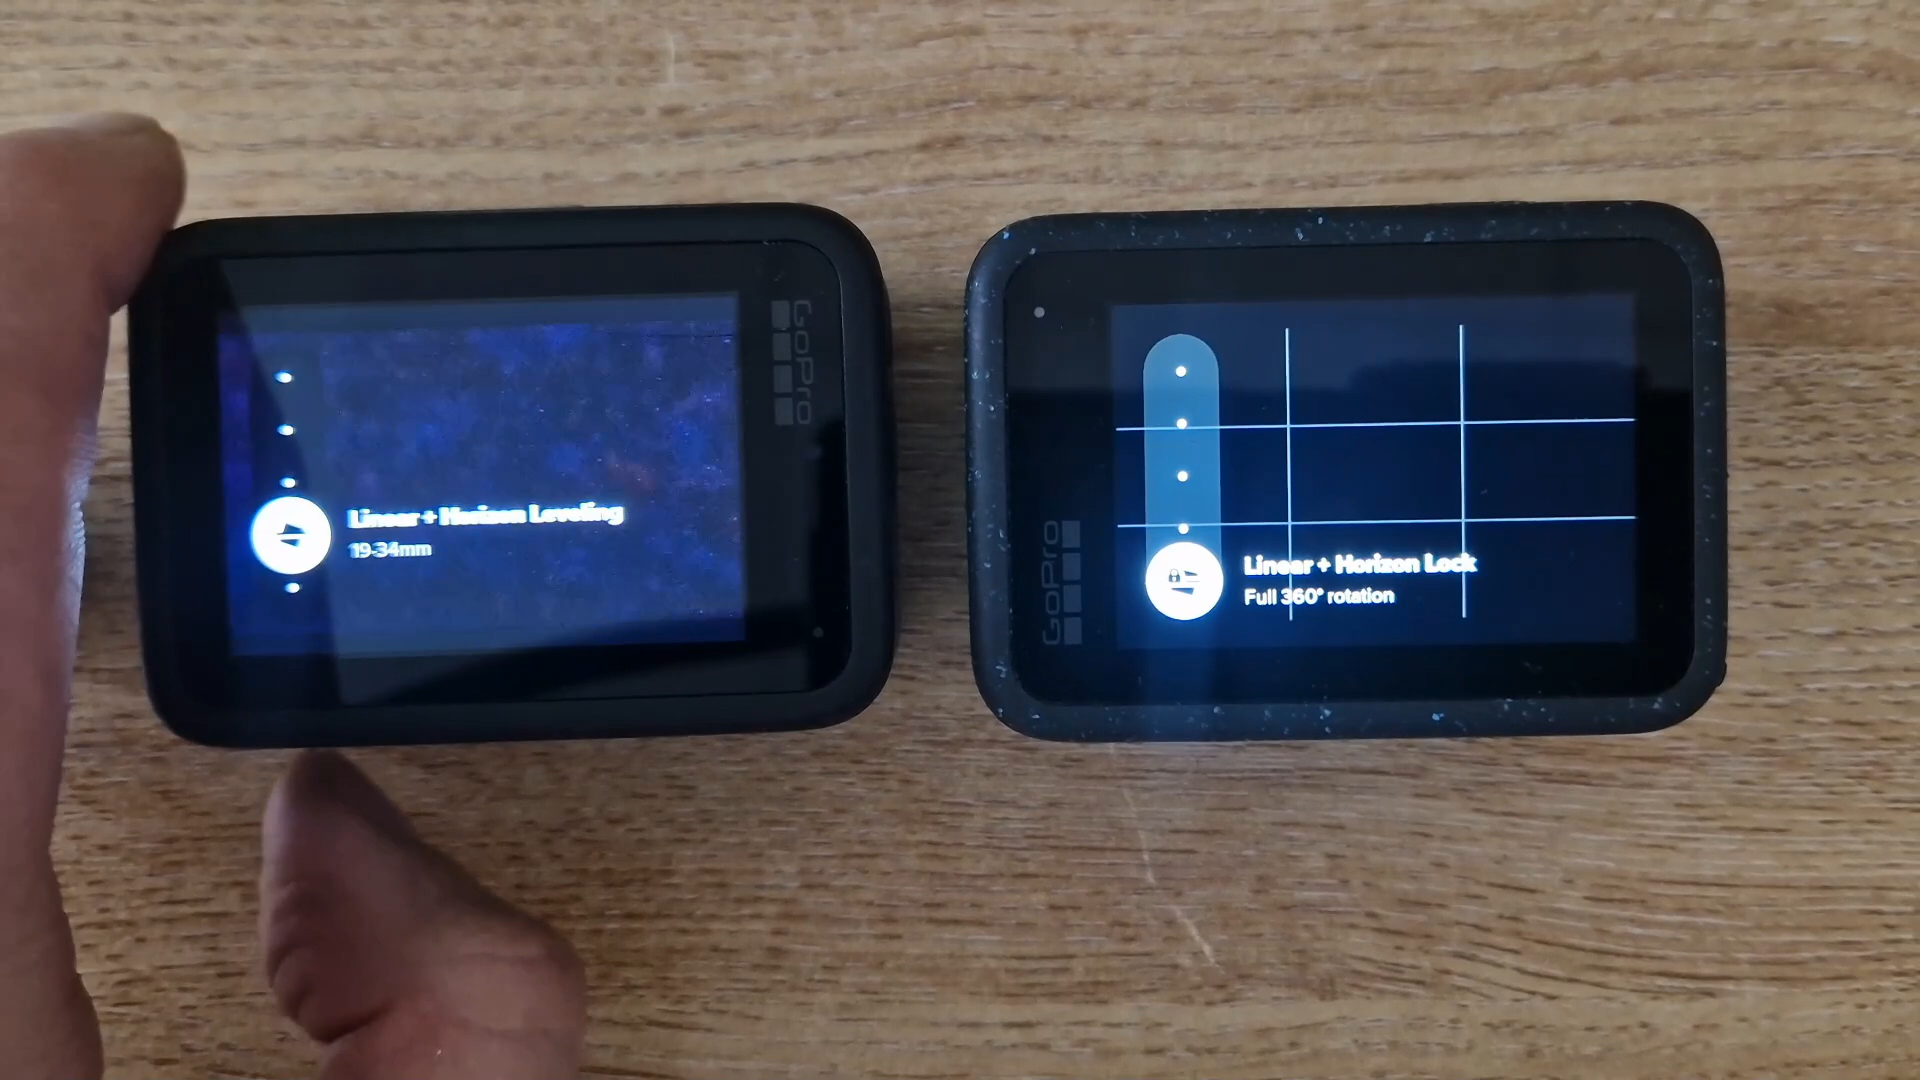 GoPro
Linear + Horizon Leveling
19-34mm
GoPro
Linear + Horizon Lock
Full 360° rotation